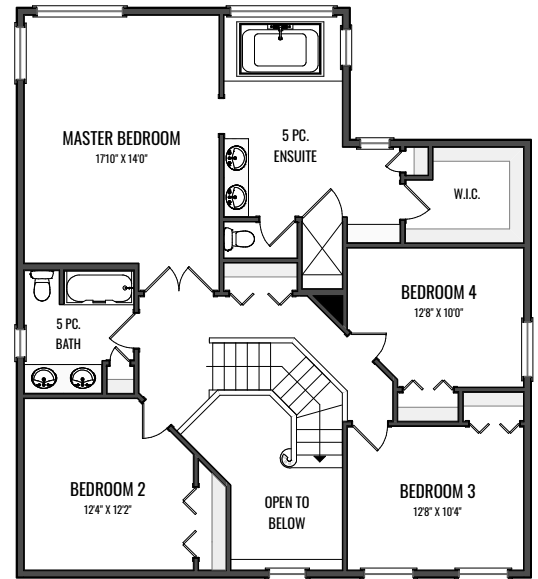 MASTER BEDROOM
17'10" X 14'0"
5 PC.
ENSUITE
W.I.C.
BEDROOM 4
12'8" X 10'0"
5 PC.
BATH
BEDROOM 2
12'4" X 12'2"
OPEN TO
BELOW
BEDROOM 3
12'8" X 10'4"